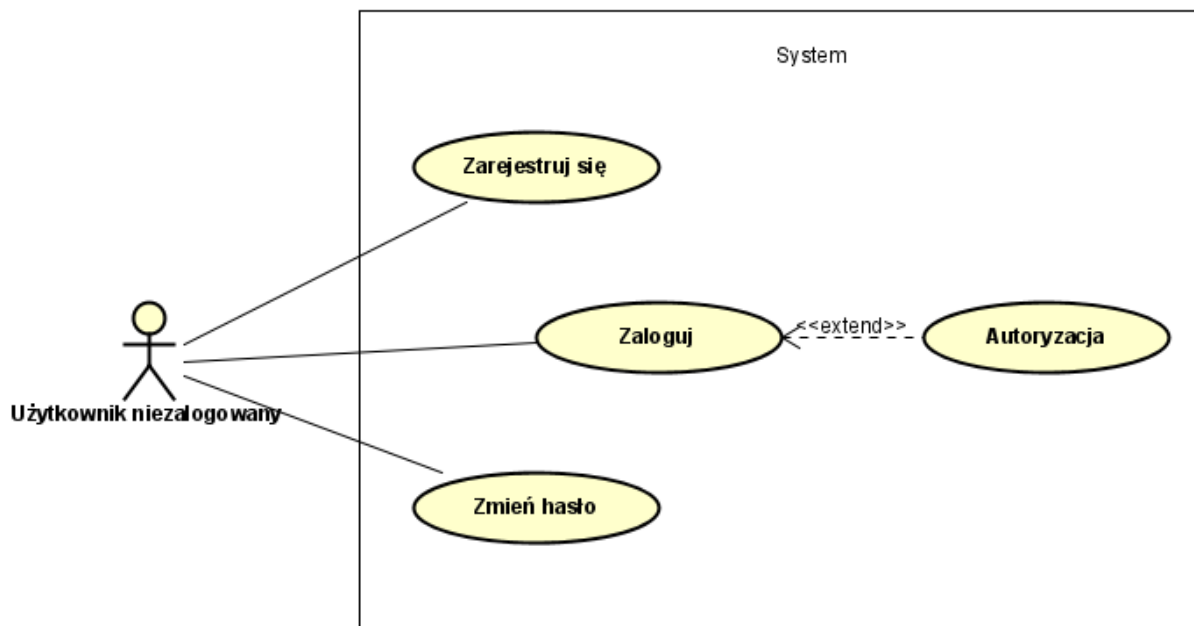 System
Zarejestruj się
Zaloguj
<<extend>>
Autoryzacja
Użytkownik niezalogowany
Zmień hasło